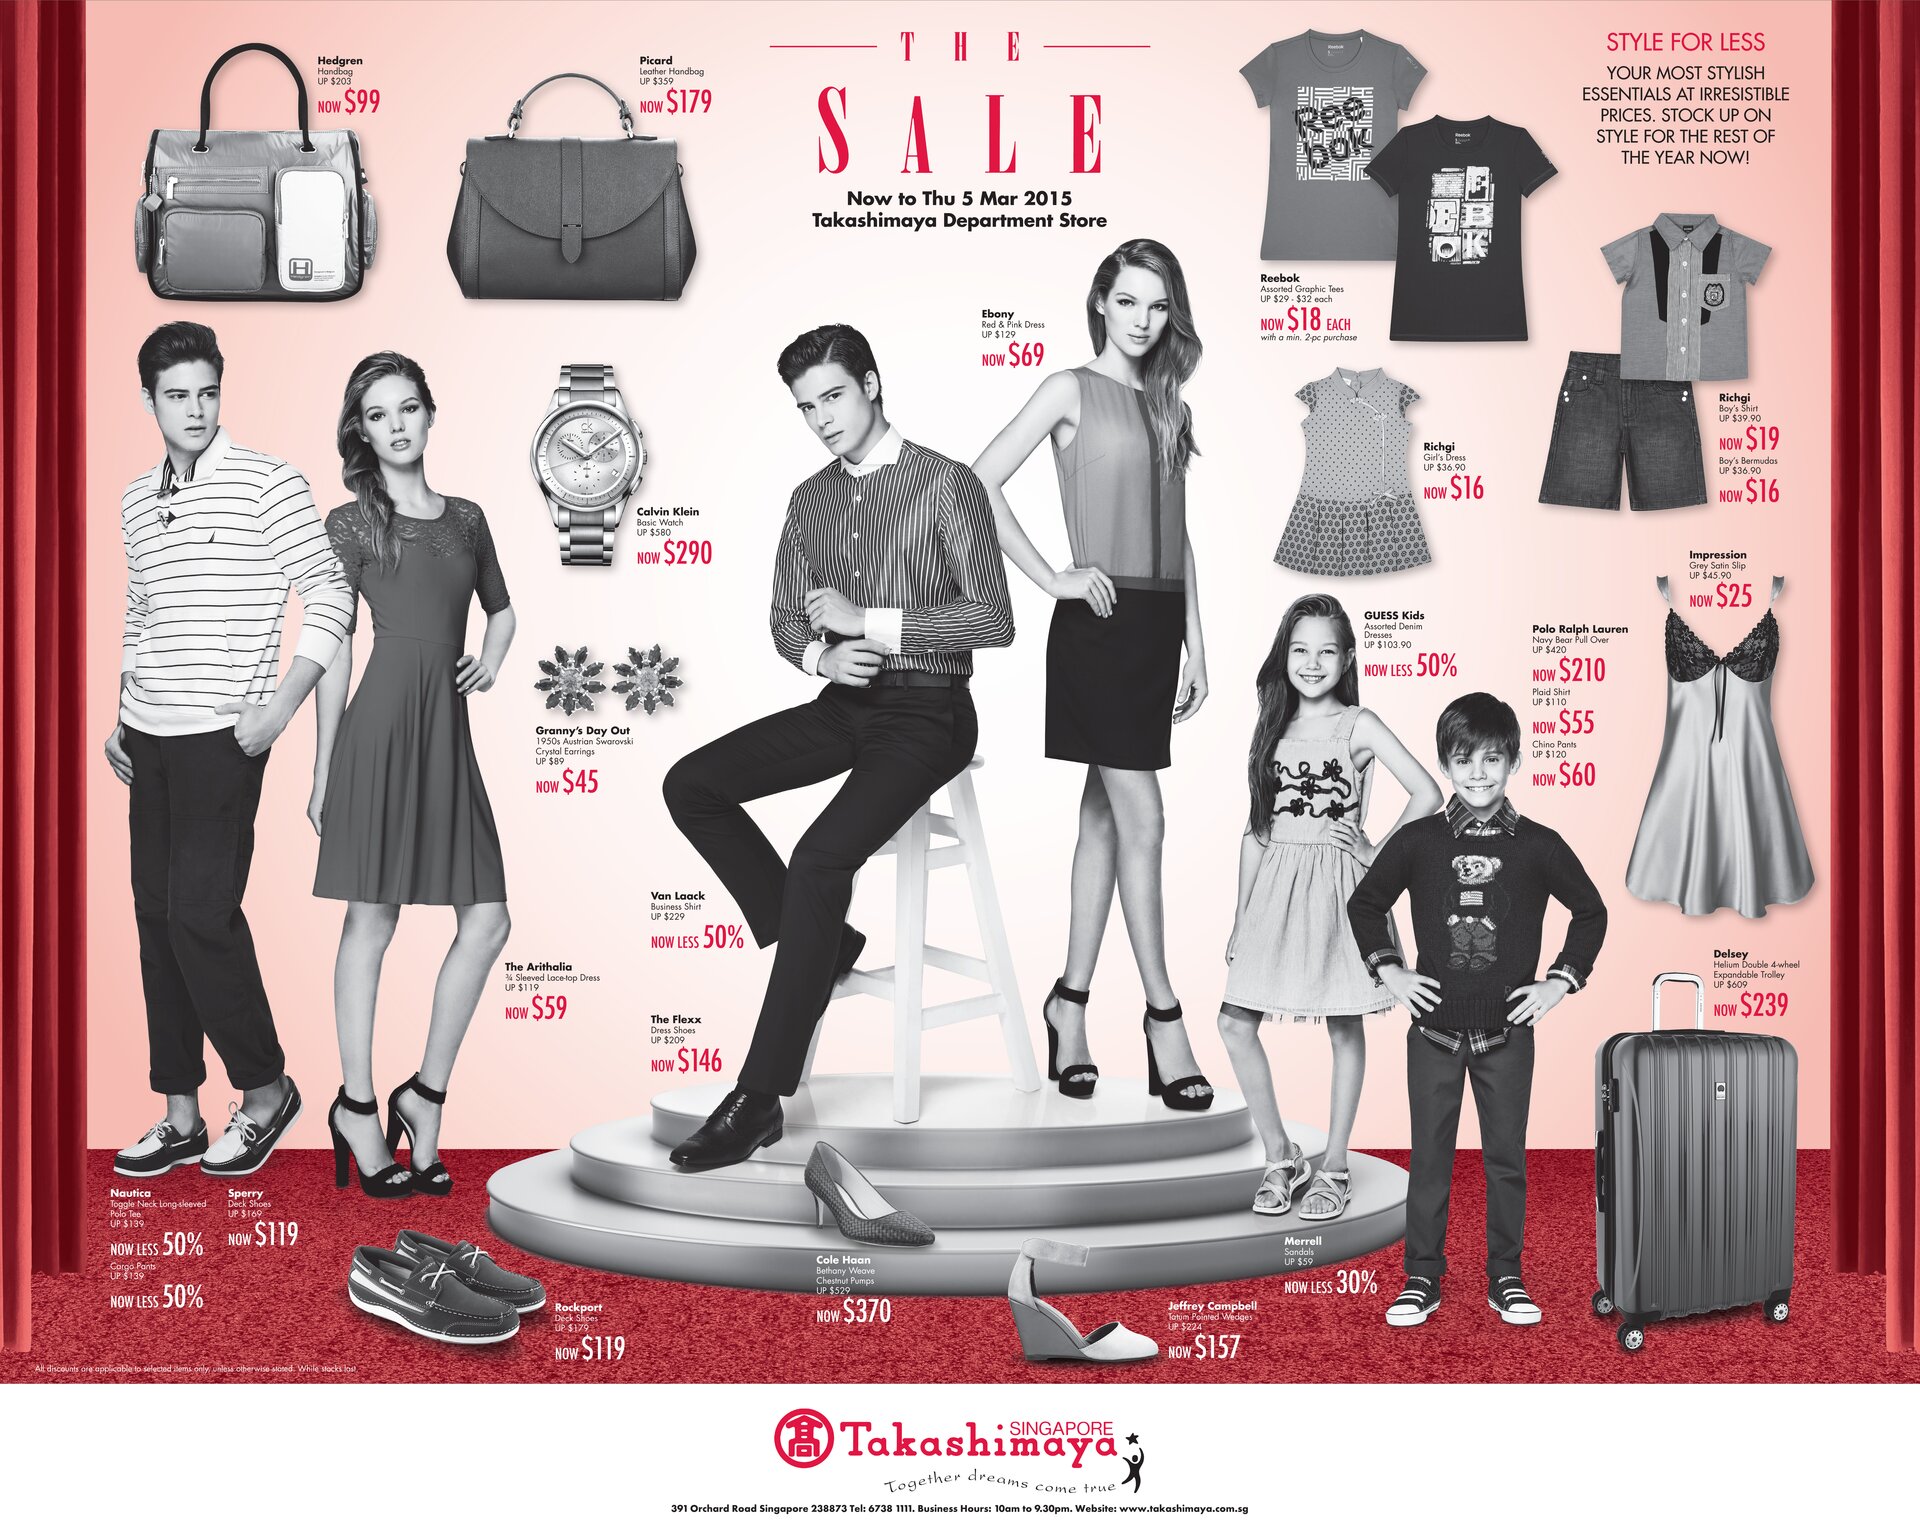 THE
SALE
Now to Thu 5 Mar 2015
Takashimaya Department Store
STYLE FOR LESS
YOUR MOST STYLISH
ESSENTIALS AT IRRESISTIBLE
PRICES. STOCK UP ON
STYLE FOR THE REST OF
THE YEAR NOW!
Hedgren
Handbag
UP $203
NOW $99
Picard
Leather Handbag
UP $359
NOW $179
Reebok
Assorted Graphic Tees
UP $29 - $32 each
NOW $18 EACH
with a min. 2-pc purchase
Ebony
Red & Pink Dress
UP $129
NOW $69
Richgi
Boy's Shirt
UP $39.90
NOW $19
Boy's Bermudas
UP $36.90
NOW $16
Richgi
Girl's Dress
UP $36.90
NOW $16
Calvin Klein
Basic Watch
UP $580
NOW $290
Impression
Grey Satin Slip
UP $45.90
NOW $25
GUESS Kids
Assorted Denim
Dresses
UP $103.90
NOW LESS 50%
Polo Ralph Lauren
Navy Bear Pull Over
UP $420
NOW $210
Plaid Shirt
UP $110
NOW $55
Chino Pants
UP $120
NOW $60
Granny's Day Out
1950s Austrian Swarovski
Crystal Earrings
UP $89
NOW $45
Van Laack
Business Shirt
UP $229
NOW LESS 50%
The Arithalia
¾ Sleeved Lace-top Dress
UP $119
NOW $59
The Flexx
Dress Shoes
UP $209
NOW $146
Delsey
Helium Double 4-wheel
Expandable Trolley
UP $609
NOW $239
Nautica
Toggle Neck Long-sleeved
Polo Tee
UP $139
NOW LESS 50%
Cargo Pants
UP $139
NOW LESS 50%
Sperry
Deck Shoes
UP $169
NOW $119
Rockport
Deck Shoes
UP $179
NOW $119
Cole Haan
Bethany Weave
Chestnut Pumps
UP $529
NOW $370
Jeffrey Campbell
Tatum Pointed Wedges
UP $224
NOW $157
Merrell
Sandals
UP $59
NOW LESS 30%
All discounts are applicable to selected items only, unless otherwise stated. While stocks last.
髙 Takashimaya
SINGAPORE
Together dreams come true
391 Orchard Road Singapore 238873 Tel: 6738 1111. Business Hours: 10am to 9.30pm. Website: www.takashimaya.com.sg